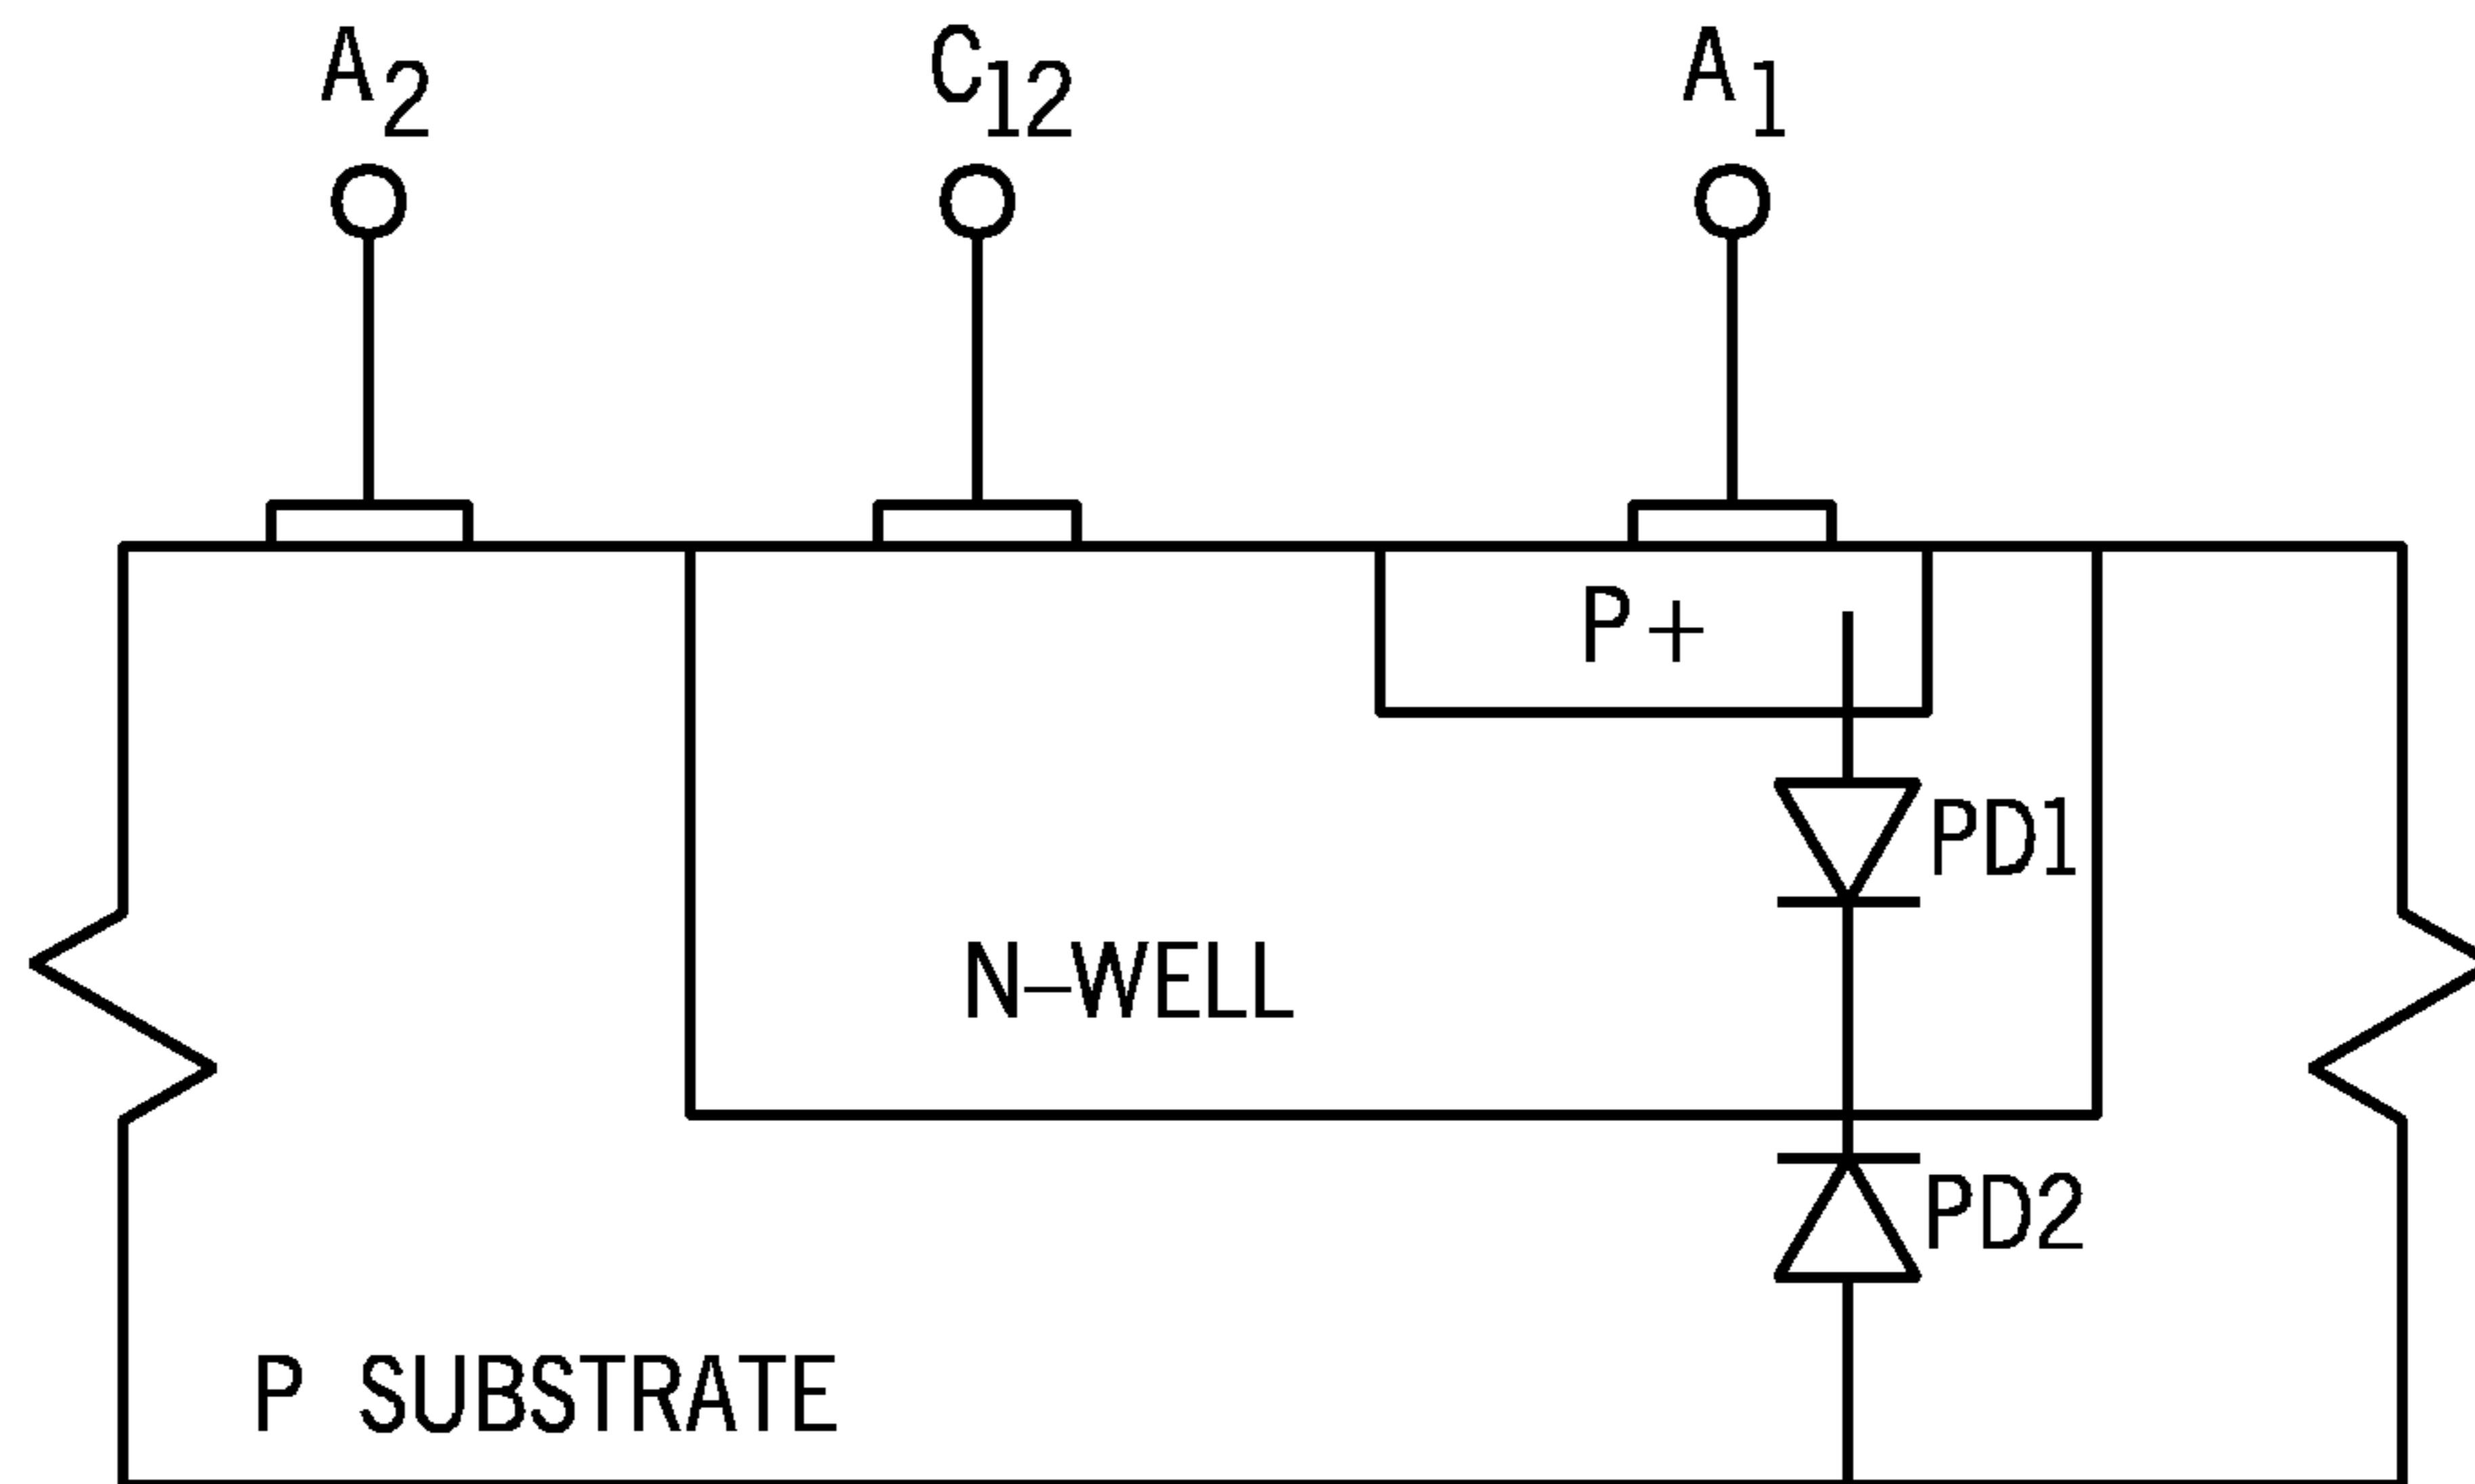 A2 C12 A1
P+
PD1
N-WELL
PD2
P SUBSTRATE